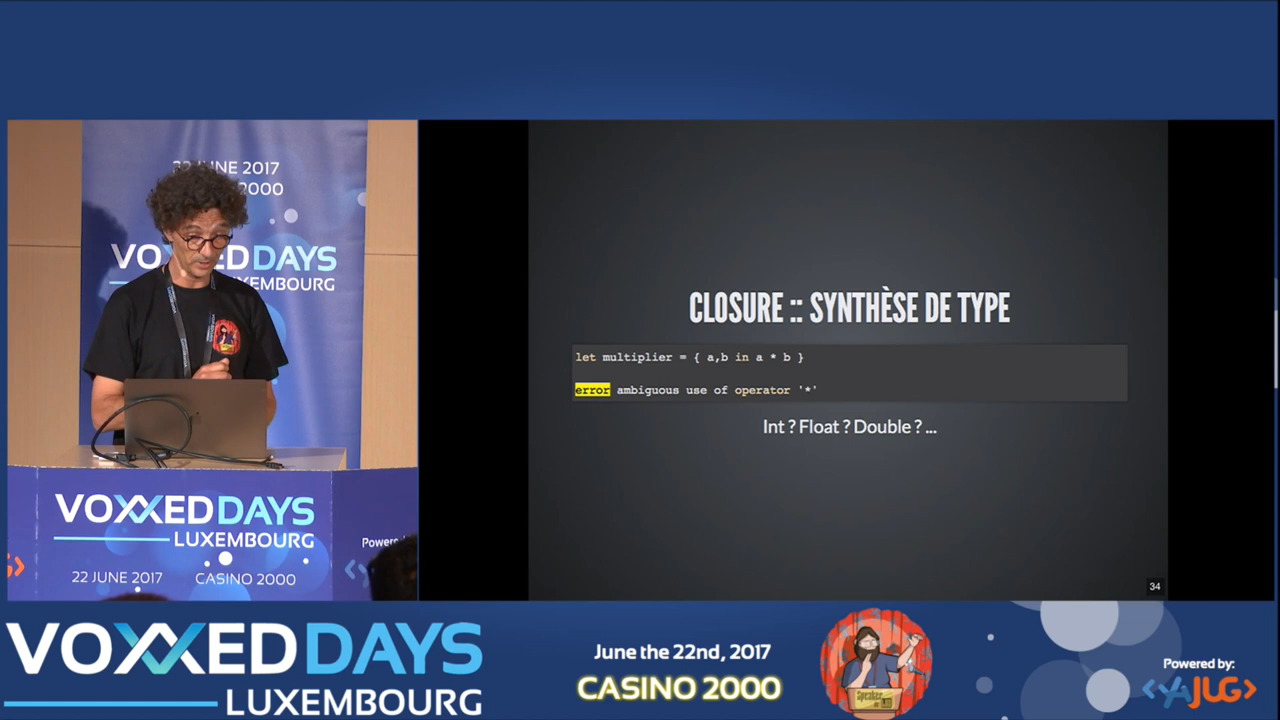 22 JUNE 2017
2000
VOXXED DAYS
LUXEMBOURG
VOXXED DAYS
LUXEMBOURG
22 JUNE 2017 CASINO 2000
Powere
CLOSURE :: SYNTHÈSE DE TYPE
let multiplier = { a,b in a * b }
error ambiguous use of operator '*'
Int ? Float ? Double ? ...
34
VOXXED DAYS
LUXEMBOURG
June the 22nd, 2017
CASINO 2000
Speaker
Powered by:
<YAJUG>